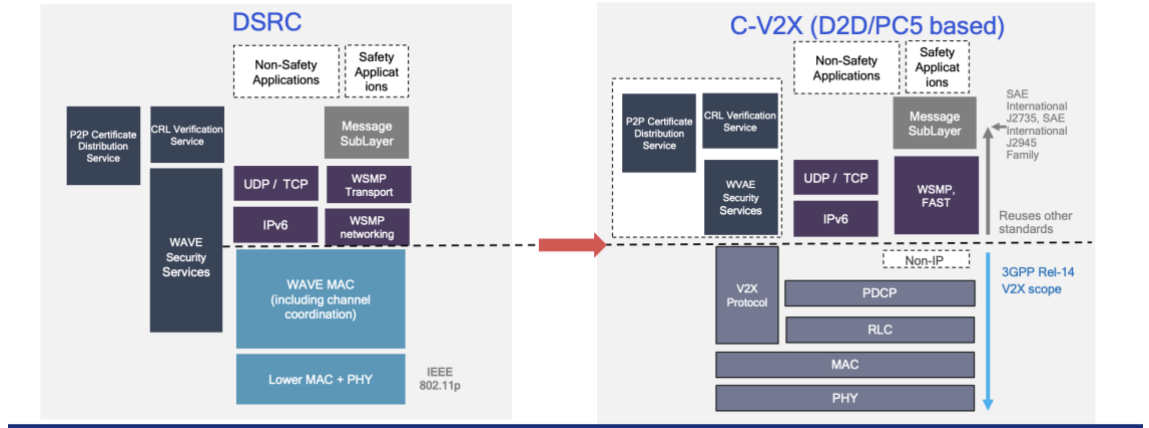 DSRC
Non-Safety
Applications
Safety
Applicat
ions
P2P Certificate
Distribution
Service
CRL Verification
Service
Message
SubLayer
UDP / TCP
WSMP
Transport
IPv6
WSMP
networking
WAVE
Security
Services
WAVE MAC
(including channel
coordination)
Lower MAC + PHY
IEEE
802.11p
C-V2X (D2D/PC5 based)
Non-Safety
Applications
Safety
Applicat
ions
P2P Certificate
Distribution
Service
CRL Verification
Service
Message
SubLayer
SAE
International
J2735, SAE
International
J2945
Family
WVAE
Security
Services
UDP / TCP
IPv6
WSMP,
FAST
Reuses other
standards
Non-IP
V2X
Protocol
PDCP
RLC
MAC
PHY
3GPP Rel-14
V2X scope